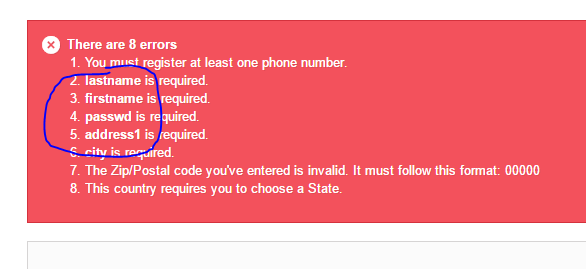 There are 8 errors
1. You must register at least one phone number.
2. lastname is required.
3. firstname is required.
4. passwd is required.
5. address1 is required.
6. city is required.
7. The Zip/Postal code you've entered is invalid. It must follow this format: 00000
8. This country requires you to choose a State.